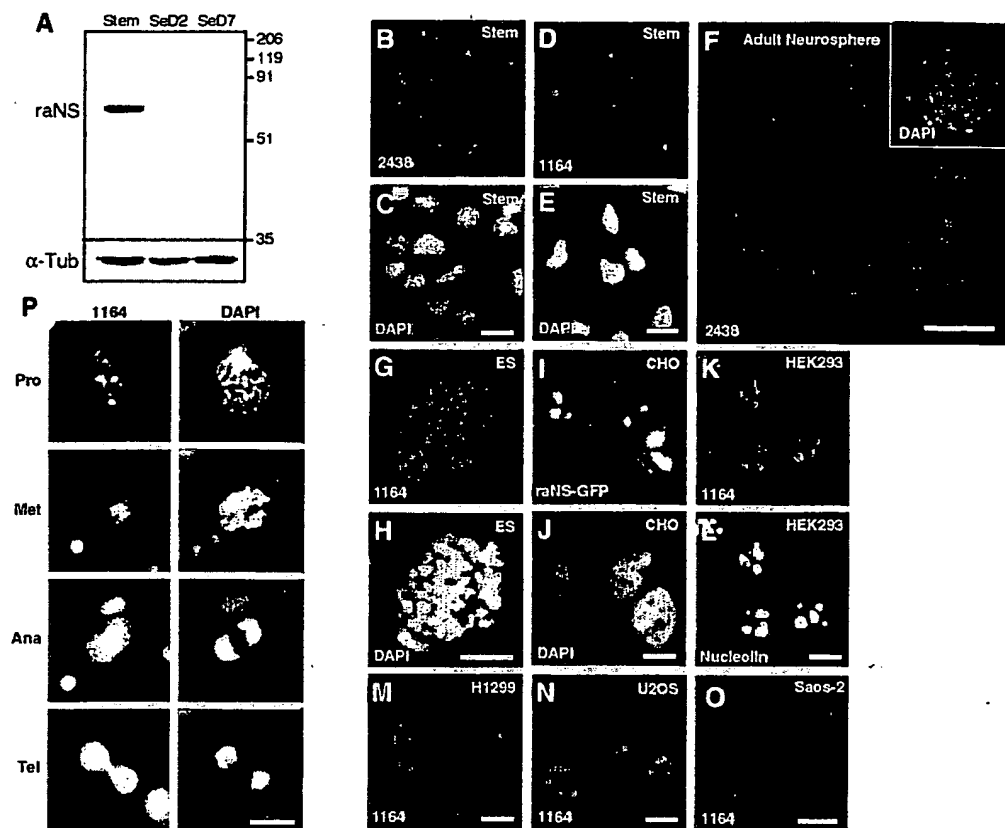 A
Stem SeD2 SeD7
206
119
91
raNS
51
35
α-Tub
B
Stem
2438
D
Stem
1164
F
Adult Neurosphere
DAPI
2438
C
Stem
DAPI
E
Stem
DAPI
G
ES
1164
I
CHO
raNS-GFP
K
HEK293
1164
H
ES
DAPI
J
CHO
DAPI
HEK293
Nucleolin
M
H1299
1164
N
U2OS
1164
O
Saos-2
1164
P
1164 DAPI
Pro
Met
Ana
Tel